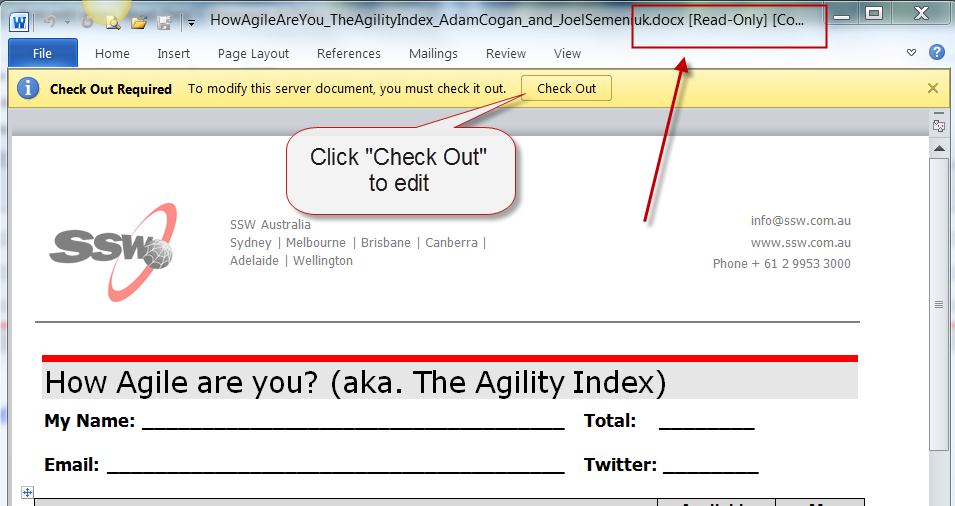 HowAgileAreYou_TheAgilityIndex_AdamCogan_and_JoelSemeniuk.docx [Read-Only] [Co...
File Home Insert Page Layout References Mailings Review View
Check Out Required To modify this server document, you must check it out. Check Out
Click "Check Out"
to edit
SSW
SSW Australia
Sydney | Melbourne | Brisbane | Canberra |
Adelaide | Wellington
info@ssw.com.au
www.ssw.com.au
Phone + 61 2 9953 3000
How Agile are you? (aka. The Agility Index)
My Name: ________________________________ Total: ________
Email: ___________________________________ Twitter: ________